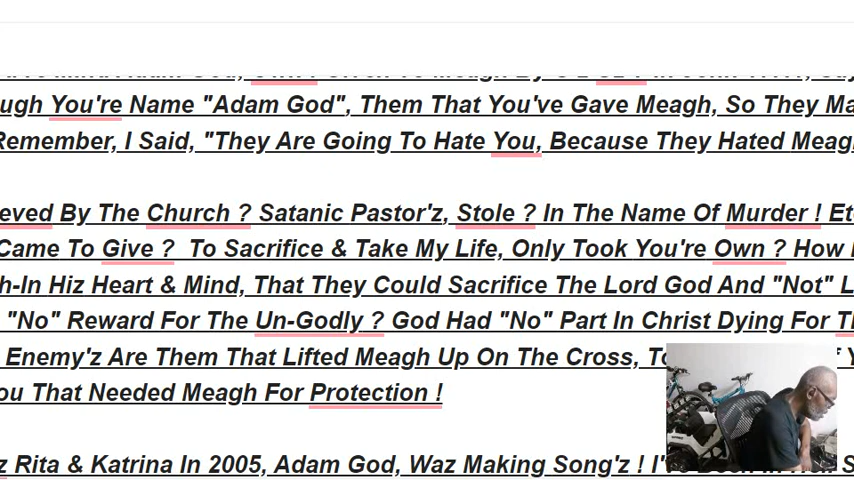 ugh You're Name "Adam God", Them That You've Gave Meagh, So They Ma
Remember, I Said, "They Are Going To Hate You, Because They Hated Meagh
eved By The Church ? Satanic Pastor'z, Stole ? In The Name Of Murder ! Et
Came To Give ?  To Sacrifice & Take My Life, Only Took You're Own ? How
h-In Hiz Heart & Mind, That They Could Sacrifice The Lord God And "Not" L
"No" Reward For The Un-Godly ? God Had "No" Part In Christ Dying For T
Enemy'z Are Them That Lifted Meagh Up On The Cross, To
ou That Needed Meagh For Protection !
z Rita & Katrina In 2005, Adam God, Waz Making Song'z ! I've Been In